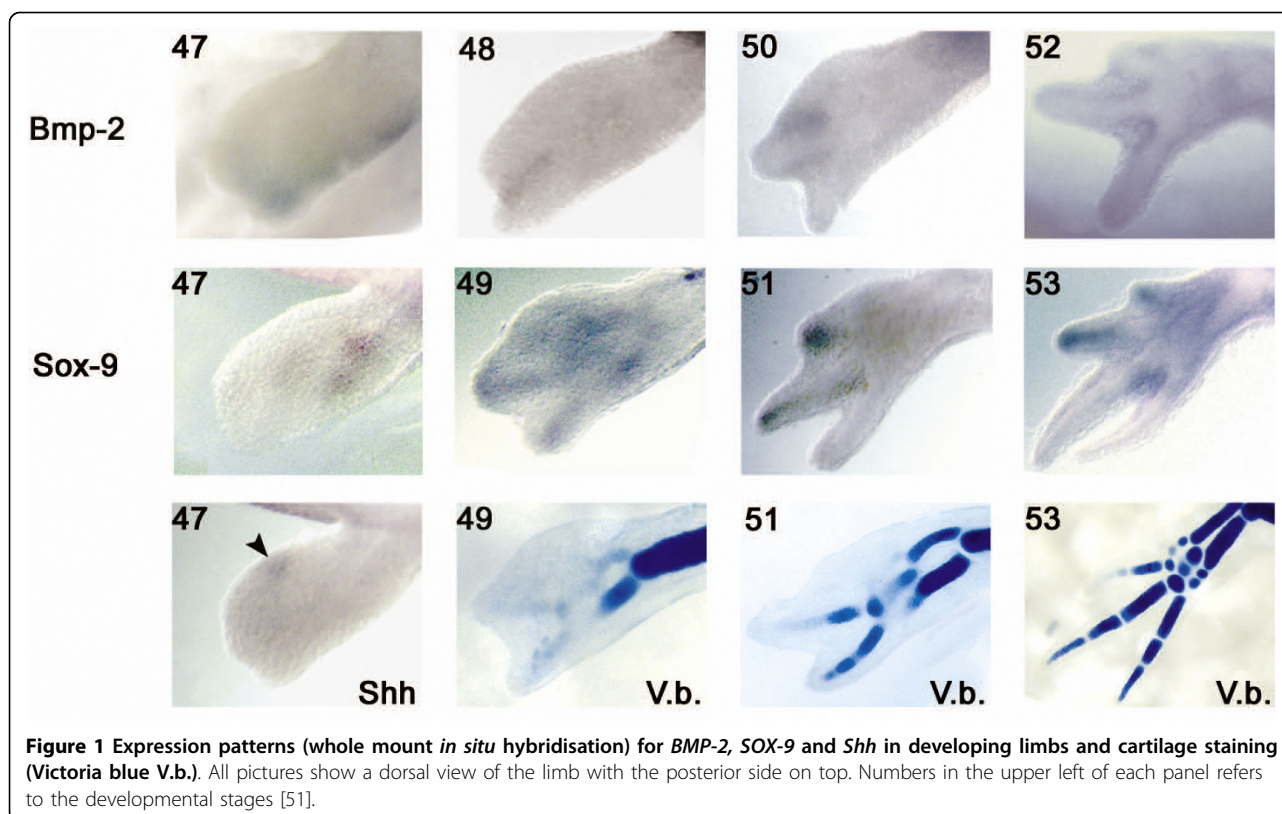 47 48 50 52
Bmp-2
47 49 51 53
Sox-9
47 49 51 53
Shh V.b. V.b. V.b.
Figure 1 Expression patterns (whole mount in situ hybridisation) for BMP-2, SOX-9 and Shh in developing limbs and cartilage staining
(Victoria blue V.b.). All pictures show a dorsal view of the limb with the posterior side on top. Numbers in the upper left of each panel refers
to the developmental stages [51].